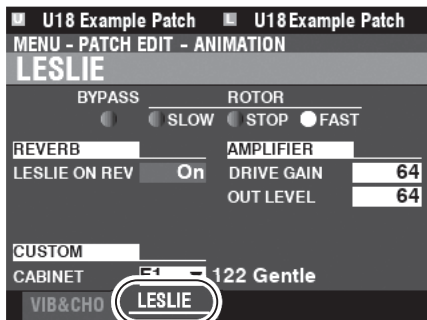 U U18 Example Patch L U18 Example Patch
MENU - PATCH EDIT - ANIMATION
LESLIE
BYPASS ROTOR
SLOW STOP FAST
REVERB AMPLIFIER
LESLIE ON REV On DRIVE GAIN 64
OUT LEVEL 64
CUSTOM
CABINET F1 122 Gentle
VIB&CHO LESLIE